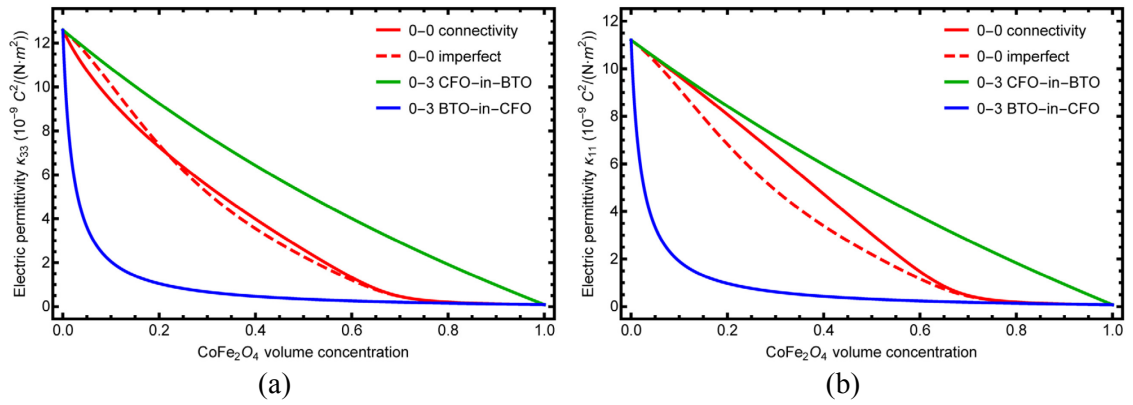 Electric permittivity κ33 (10⁻⁹ C²/(N·m²))
12
10
8
6
4
2
0
0−0 connectivity
0−0 imperfect
0−3 CFO−in−BTO
0−3 BTO−in−CFO
0.0 0.2 0.4 0.6 0.8 1.0
CoFe₂O₄ volume concentration
(a)
Electric permittivity κ₁₁ (10⁻⁹ C²/(N·m²))
12
10
8
6
4
2
0
0−0 connectivity
0−0 imperfect
0−3 CFO−in−BTO
0−3 BTO−in−CFO
0.0 0.2 0.4 0.6 0.8 1.0
CoFe₂O₄ volume concentration
(b)